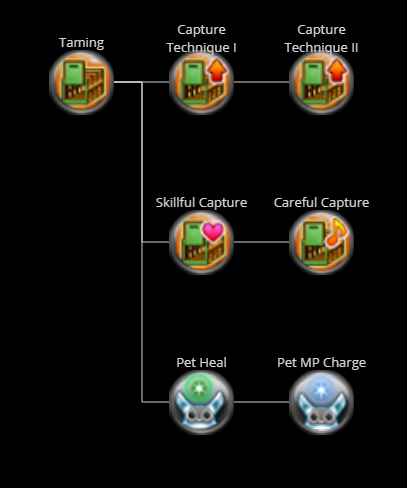 Taming
Capture
Technique I
Capture
Technique II
Skillful Capture
Careful Capture
Pet Heal
Pet MP Charge